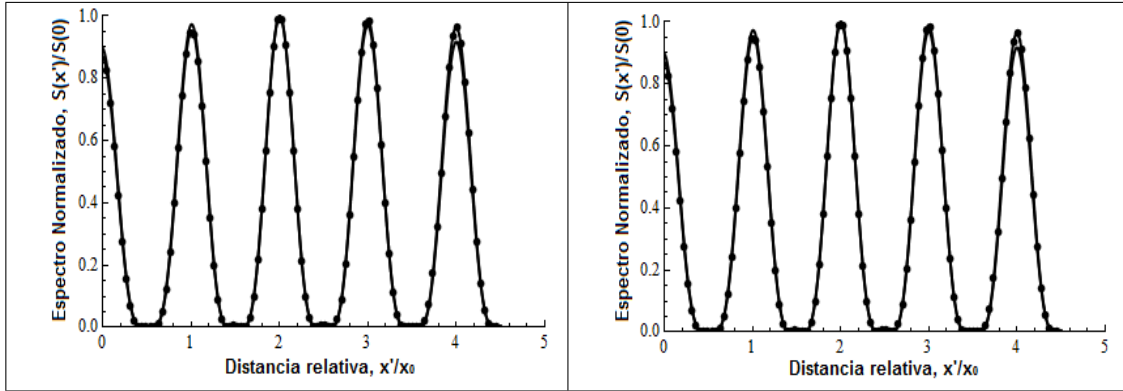 Espectro Normalizado, S(x')/S(0)
1.0
0.8
0.6
0.4
0.2
0.0
0 1 2 3 4 5
Distancia relativa, x'/x₀
Espectro Normalizado, S(x')/S(0)
1.0
0.8
0.6
0.4
0.2
0.0
0 1 2 3 4 5
Distancia relativa, x'/x₀